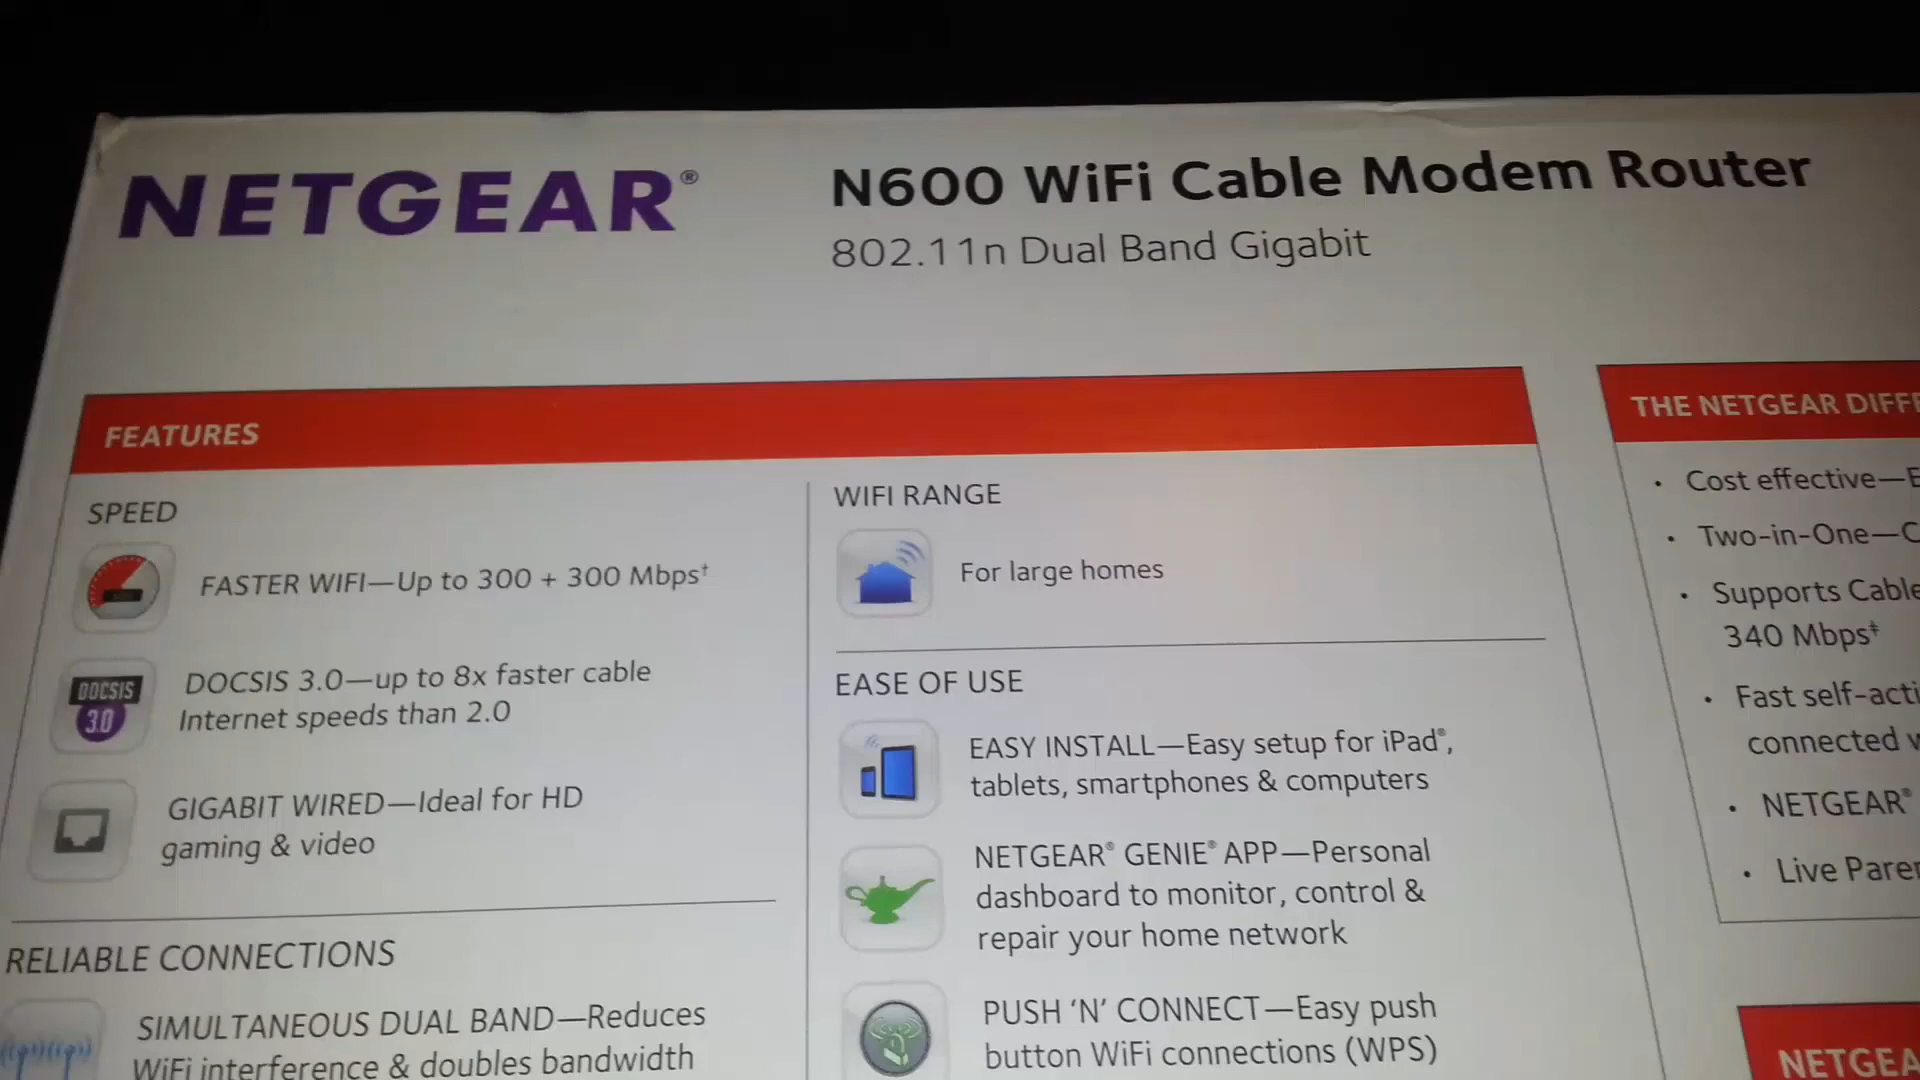 NETGEAR®
N600 WiFi Cable Modem Router
802.11n Dual Band Gigabit
FEATURES
SPEED
FASTER WIFI—Up to 300 + 300 Mbps†
DOCSIS 3.0
DOCSIS 3.0—up to 8x faster cable
Internet speeds than 2.0
GIGABIT WIRED—Ideal for HD
gaming & video
RELIABLE CONNECTIONS
SIMULTANEOUS DUAL BAND—Reduces
WiFi interference & doubles bandwidth
WIFI RANGE
For large homes
EASE OF USE
EASY INSTALL—Easy setup for iPad®,
tablets, smartphones & computers
NETGEAR® GENIE® APP—Personal
dashboard to monitor, control &
repair your home network
PUSH ‘N’ CONNECT—Easy push
button WiFi connections (WPS)
THE NETGEAR
• Cost effective—
• Two-in-One—
• Supports
340 Mbps‡
• Fast
connected
• NETGEAR®
• Live